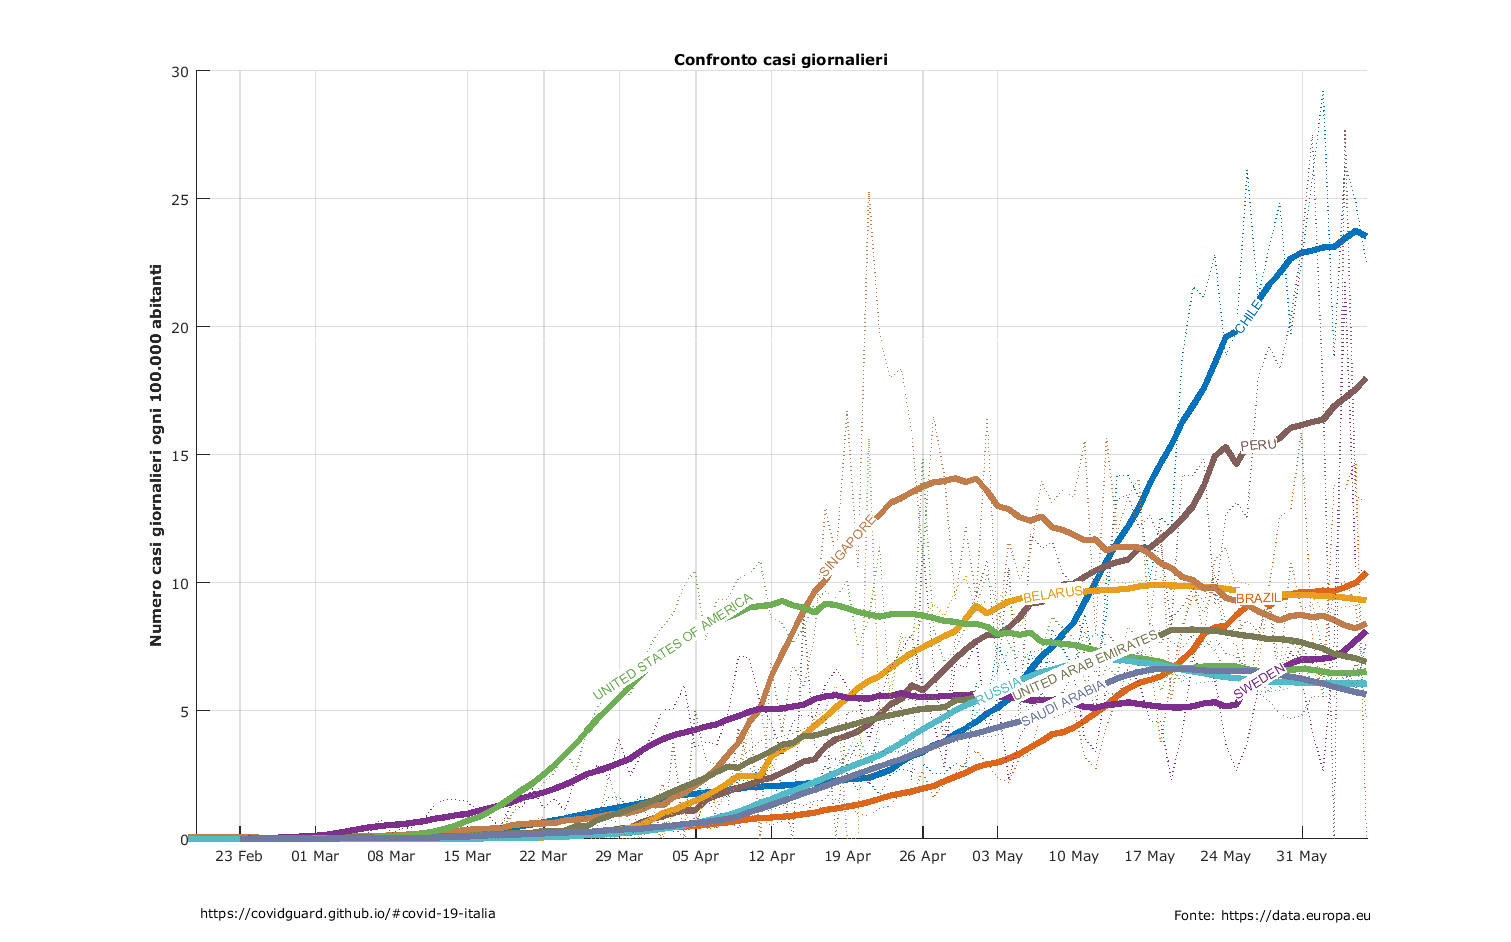 Confronto casi giornalieri
Numero casi giornalieri ogni 100.000 abitanti
30
25
20
15
10
5
0
CHILE
PERU
SINGAPORE
BELARUS
BRAZIL
UNITED STATES OF AMERICA
UNITED ARAB EMIRATES
RUSSIA
SAUDI ARABIA
SWEDEN
23 Feb 01 Mar 08 Mar 15 Mar 22 Mar 29 Mar 05 Apr 12 Apr 19 Apr 26 Apr 03 May 10 May 17 May 24 May 31 May
https://covidguard.github.io/#covid-19-italia
Fonte: https://data.europa.eu